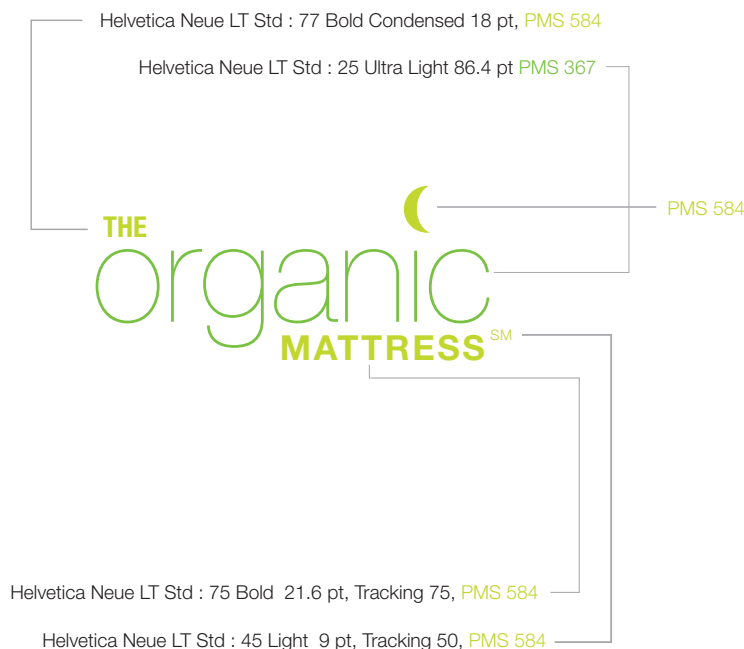 Helvetica Neue LT Std : 77 Bold Condensed 18 pt, PMS 584
Helvetica Neue LT Std : 25 Ultra Light 86.4 pt PMS 367
PMS 584
THE
organic
MATTRESS SM
Helvetica Neue LT Std : 75 Bold  21.6 pt, Tracking 75, PMS 584
Helvetica Neue LT Std : 45 Light  9 pt, Tracking 50, PMS 584